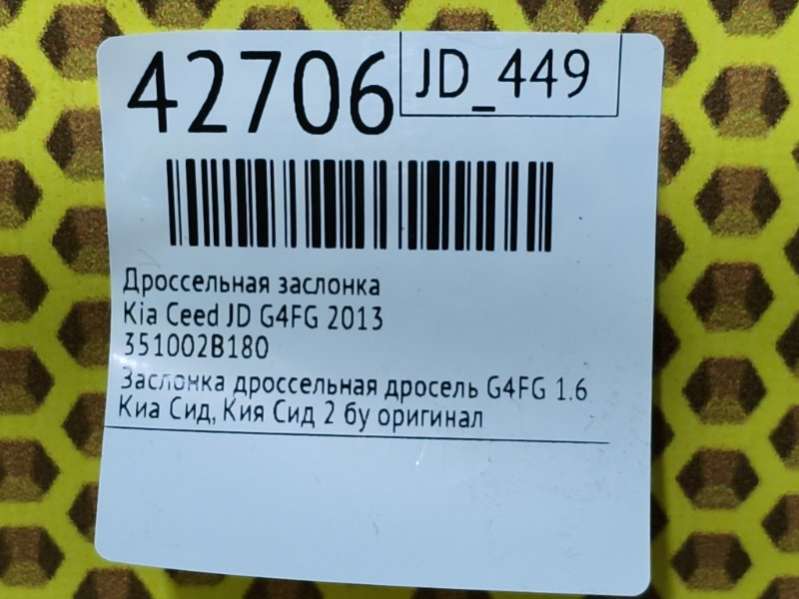 42706
JD_449
Дроссельная заслонка
Kia Ceed JD G4FG 2013
351002B180
Заслонка дроссельная дросель G4FG 1.6
Киа Сид, Кия Сид 2 бу оригинал